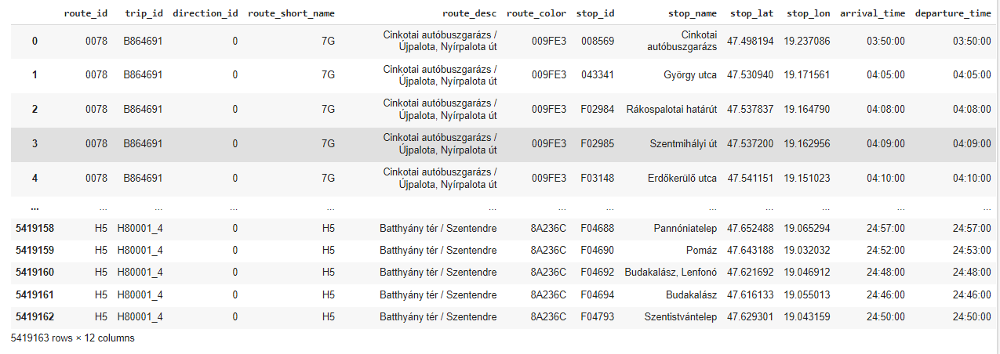 route_id trip_id direction_id route_short_name route_desc route_color stop_id stop_name stop_lat stop_lon arrival_time departure_time
0 0078 B864691 0 7G Cinkotai autóbuszgarázs / Újpalota, Nyírpalota út 009FE3 008569 Cinkotai autóbuszgarázs 47.498194 19.237086 03:50:00 03:50:00
1 0078 B864691 0 7G Cinkotai autóbuszgarázs / Újpalota, Nyírpalota út 009FE3 043341 György utca 47.530940 19.171561 04:05:00 04:05:00
2 0078 B864691 0 7G Cinkotai autóbuszgarázs / Újpalota, Nyírpalota út 009FE3 F02984 Rákospalotai határút 47.537837 19.164790 04:08:00 04:08:00
3 0078 B864691 0 7G Cinkotai autóbuszgarázs / Újpalota, Nyírpalota út 009FE3 F02985 Szentmihályi út 47.537200 19.162956 04:09:00 04:09:00
4 0078 B864691 0 7G Cinkotai autóbuszgarázs / Újpalota, Nyírpalota út 009FE3 F03148 Erdőkerülő utca 47.541151 19.151023 04:10:00 04:10:00
... ... ... ... ... ... ... ... ... ... ... ... ...
5419158 H5 H80001_4 0 H5 Batthyány tér / Szentendre 8A236C F04688 Pannóniatelep 47.652488 19.065294 24:57:00 24:57:00
5419159 H5 H80001_4 0 H5 Batthyány tér / Szentendre 8A236C F04690 Pomáz 47.643188 19.032032 24:52:00 24:53:00
5419160 H5 H80001_4 0 H5 Batthyány tér / Szentendre 8A236C F04692 Budakalász, Lenfonó 47.621692 19.046912 24:48:00 24:48:00
5419161 H5 H80001_4 0 H5 Batthyány tér / Szentendre 8A236C F04694 Budakalász 47.616133 19.055013 24:46:00 24:46:00
5419162 H5 H80001_4 0 H5 Batthyány tér / Szentendre 8A236C F04793 Szentistvántelep 47.629301 19.043159 24:50:00 24:50:00
5419163 rows × 12 columns